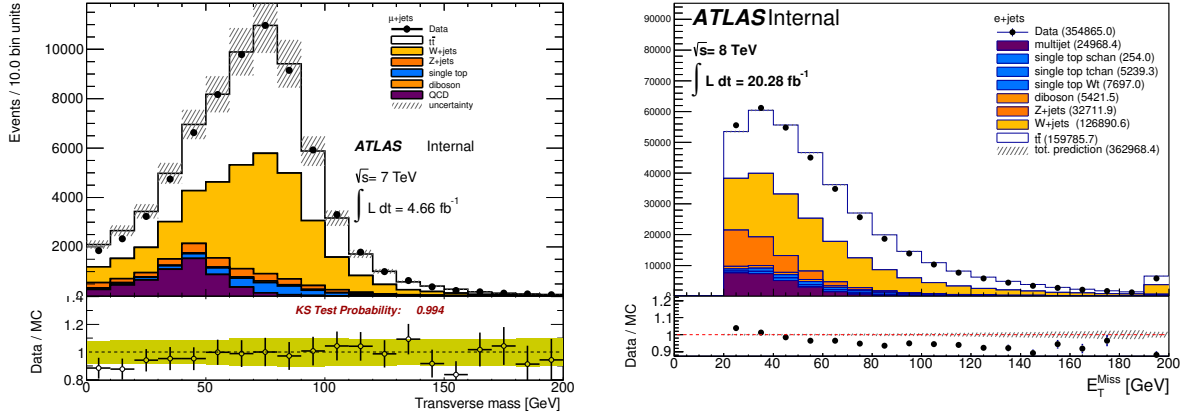 Events / 10.0 bin units
10000
8000
6000
4000
2000
μ+jets
Data
tt̄
W+jets
Z+jets
single top
diboson
QCD
uncertainty
ATLAS Internal
√s= 7 TeV
∫ L dt = 4.66 fb⁻¹
Data / MC
1.2
1
0.8
KS Test Probability: 0.994
0 50 100 150 200
Transverse mass [GeV]
90000
80000
70000
60000
50000
40000
30000
20000
10000
ATLAS Internal
√s= 8 TeV
∫ L dt = 20.28 fb⁻¹
e+jets
Data (354865.0)
multijet (24968.4)
single top schan (254.0)
single top tchan (5239.3)
single top Wt (7697.0)
diboson (5421.5)
Z+jets (32711.9)
W+jets (126890.6)
tt̄ (159785.7)
tot. prediction (362968.4)
Data / MC
1.2
1.1
1
0.9
0 20 40 60 80 100 120 140 160 180 200
E_T^Miss [GeV]